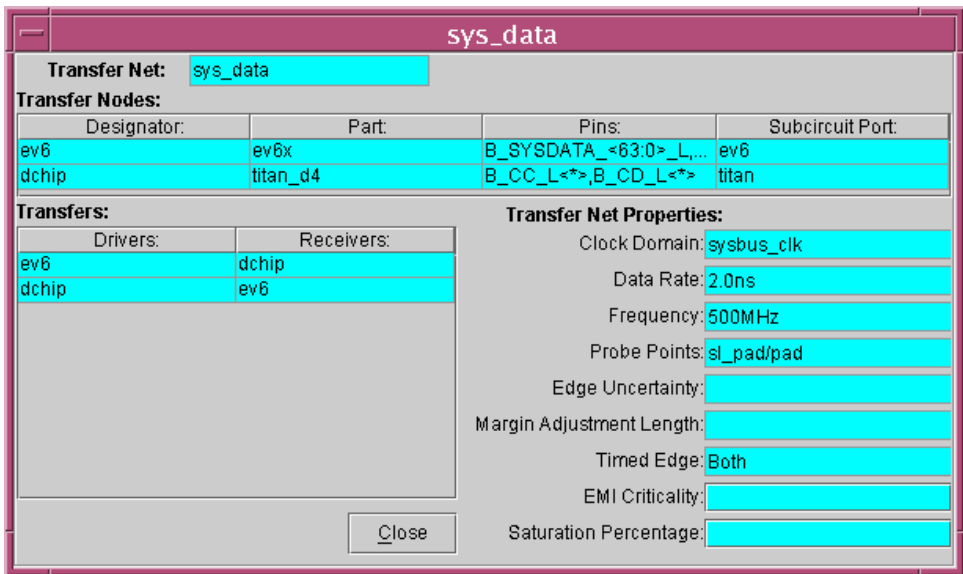 sys_data
Transfer Net: sys_data
Transfer Nodes:
Designator: Part: Pins: Subcircuit Port:
ev6 ev6x B_SYSDATA_<63:0>_L,... ev6
dchip titan_d4 B_CC_L<*>,B_CD_L<*> titan
Transfers:
Drivers: Receivers:
ev6 dchip
dchip ev6
Close
Transfer Net Properties:
Clock Domain: sysbus_clk
Data Rate: 2.0ns
Frequency: 500MHz
Probe Points: sl_pad/pad
Edge Uncertainty:
Margin Adjustment Length:
Timed Edge: Both
EMI Criticality:
Saturation Percentage: